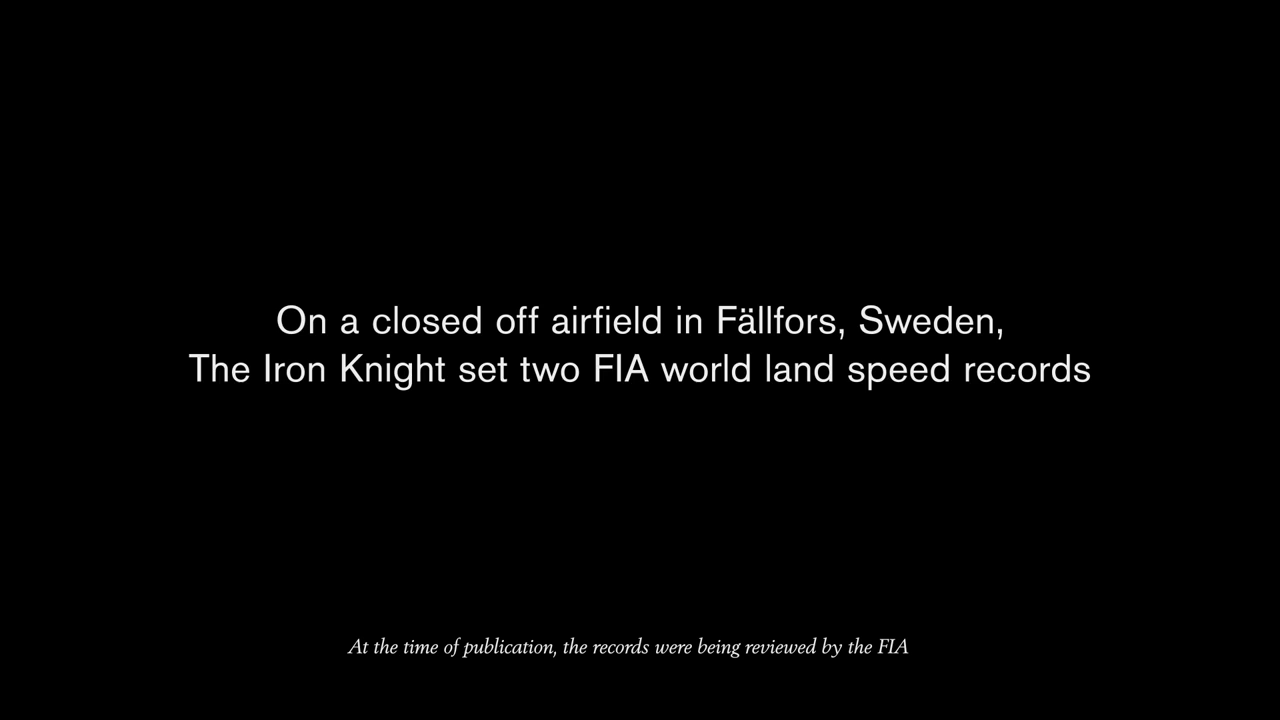 On a closed off airfield in Fällfors, Sweden,
The Iron Knight set two FIA world land speed records
At the time of publication, the records were being reviewed by the FIA